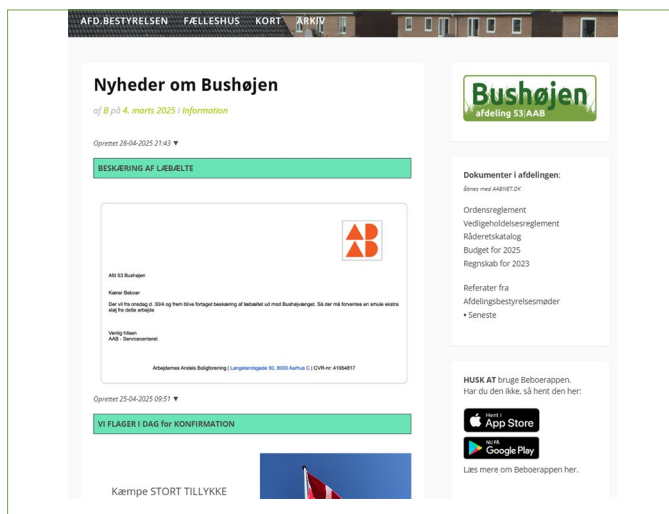 AFD.BESTYRELSEN FÆLLESHUS KORT ARKIV
Nyheder om Bushøjen
af B på 4. marts 2025 i Information
Oprettet 28-04-2025 21:43 ▼
BESKÆRING AF LÆBÆLTE
Afd 53 Bushøjen
Kærer Beboer
Der vil fra onsdag d. 30/4 og frem blive fortaget beskæring af læbæltet ud mod Bushøjvænget. Så der må forventes en smule ekstra
støj fra dette arbejde
Venlig hilsen
AAB - Servicecenteret
Arbejdernes Andels Boligforening | Langelandsgade 50, 8000 Aarhus C | CVR-nr: 41954817
Oprettet 25-04-2025 09:51 ▼
VI FLAGER I DAG for KONFIRMATION
Kæmpe STORT TILLYKKE
Bushøjen
afdeling 53|AAB
Dokumenter i afdelingen:
åbnes med AABNET.DK
Ordensreglement
Vedligeholdelsesreglement
Råderetskatalog
Budget for 2025
Regnskab for 2023
Referater fra
Afdelingsbestyrelsesmøder
• Seneste
HUSK AT bruge Beboerappen.
Har du den ikke, så hent den her:
Hent i
App Store
NU PÅ
Google Play
Læs mere om Beboerappen her.